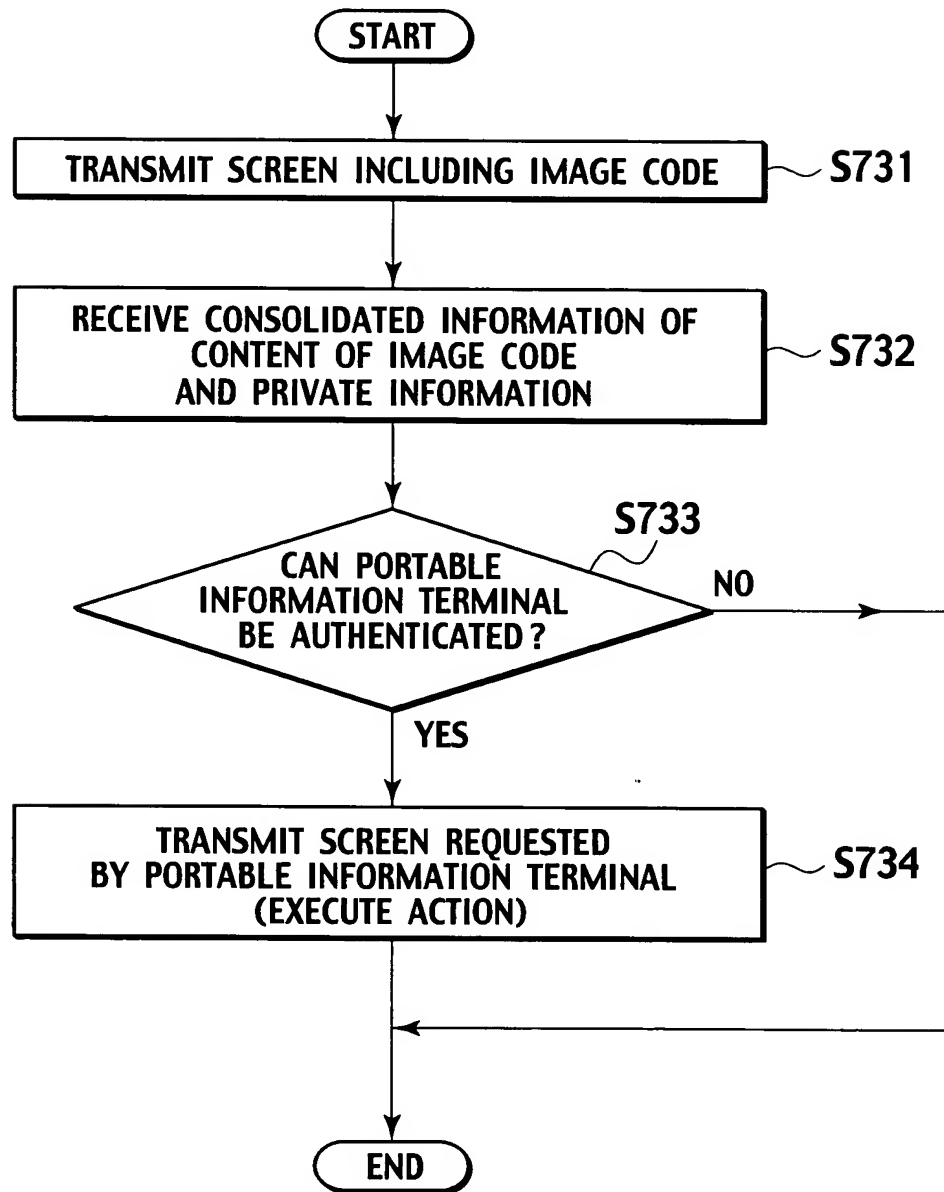 START
TRANSMIT SCREEN INCLUDING IMAGE CODE
S731
RECEIVE CONSOLIDATED INFORMATION OF
CONTENT OF IMAGE CODE
AND PRIVATE INFORMATION
S732
S733
CAN PORTABLE
INFORMATION TERMINAL
BE AUTHENTICATED?
NO
YES
TRANSMIT SCREEN REQUESTED
BY PORTABLE INFORMATION TERMINAL
(EXECUTE ACTION)
S734
END